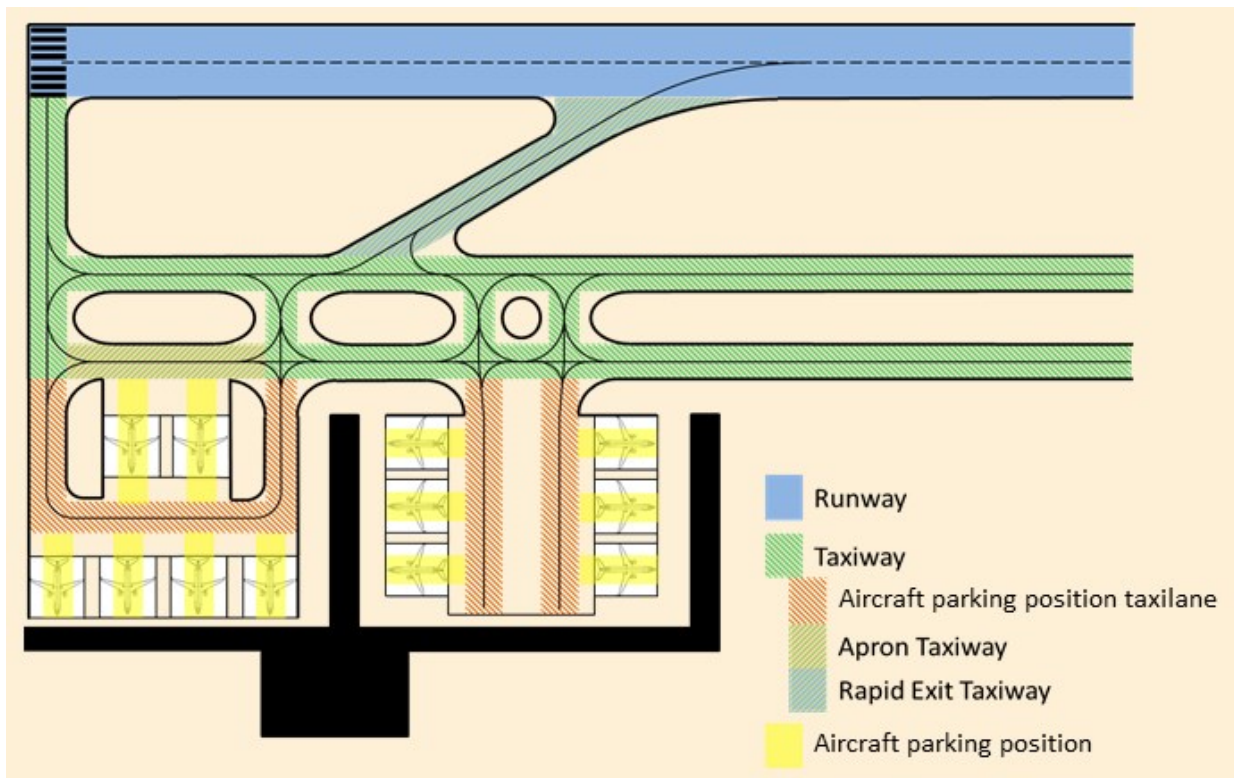 Runway
Taxiway
Aircraft parking position taxilane
Apron Taxiway
Rapid Exit Taxiway
Aircraft parking position